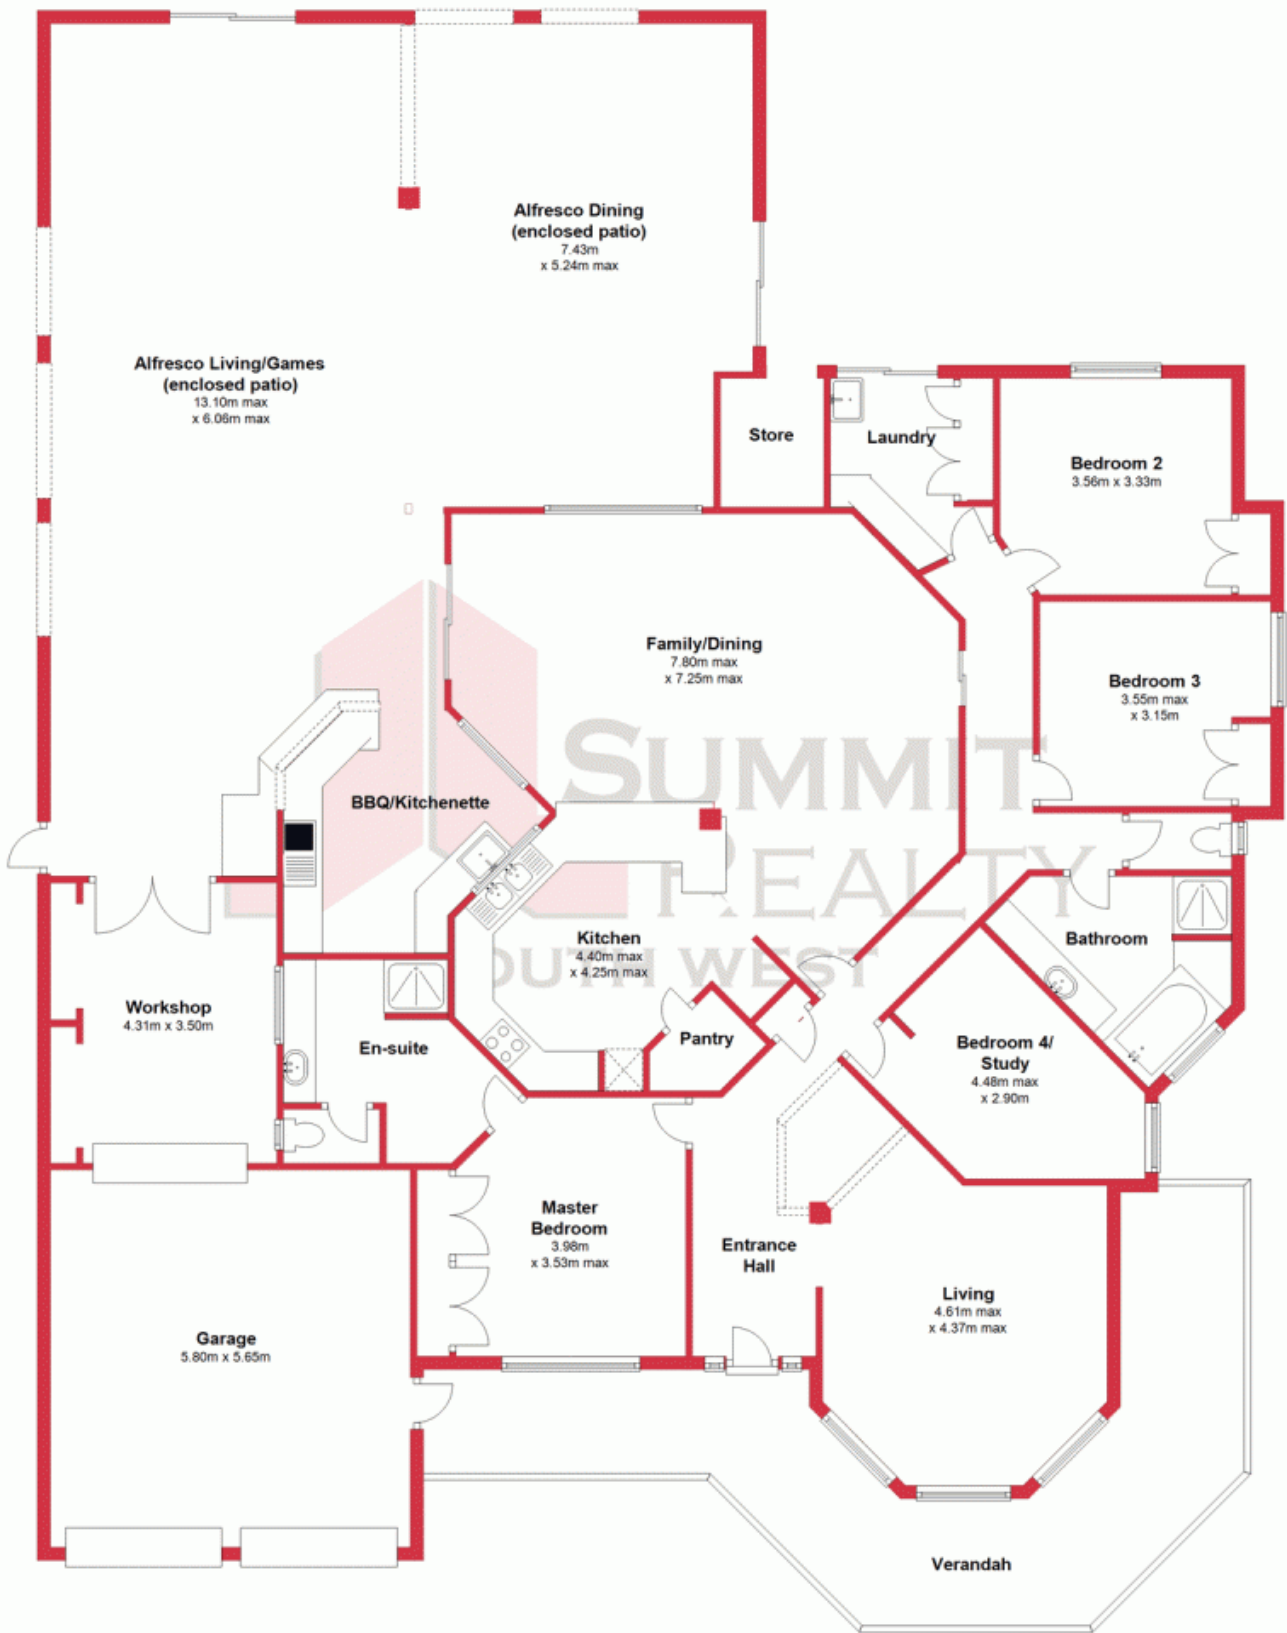 Alfresco Dining
(enclosed patio)
7.43m
x 5.24m max
Alfresco Living/Games
(enclosed patio)
13.10m max
x 6.06m max
Store
Laundry
Bedroom 2
3.56m x 3.33m
Family/Dining
7.80m max
x 7.25m max
Bedroom 3
3.55m max
x 3.15m
SUMMIT
REALTY
SOUTH WEST
BBQ/Kitchenette
Kitchen
4.40m max
x 4.25m max
Bathroom
Workshop
4.31m x 3.50m
En-suite
Pantry
Bedroom 4/
Study
4.48m max
x 2.90m
Master
Bedroom
3.98m
x 3.53m max
Entrance
Hall
Living
4.61m max
x 4.37m max
Garage
5.80m x 5.65m
Verandah